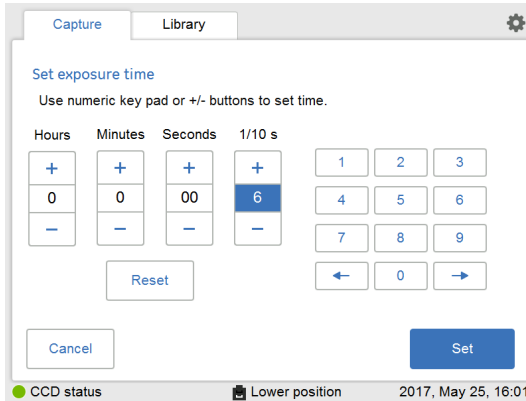 Capture Library
Set exposure time
Use numeric key pad or +/- buttons to set time.
Hours Minutes Seconds 1/10 s
+ + + +
0 0 00 6
− − − −
1 2 3
4 5 6
7 8 9
← 0 →
Reset
Cancel Set
CCD status Lower position 2017, May 25, 16:01